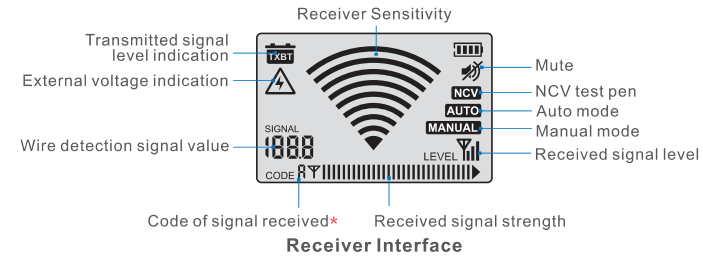 Receiver Sensitivity
Transmitted signal
level indication
TXBT
External voltage indication
Mute
NCV
NCV test pen
AUTO
Auto mode
MANUAL
Manual mode
SIGNAL
188.8
Wire detection signal value
LEVEL
Received signal level
CODE A
Code of signal received*
Received signal strength
Receiver Interface